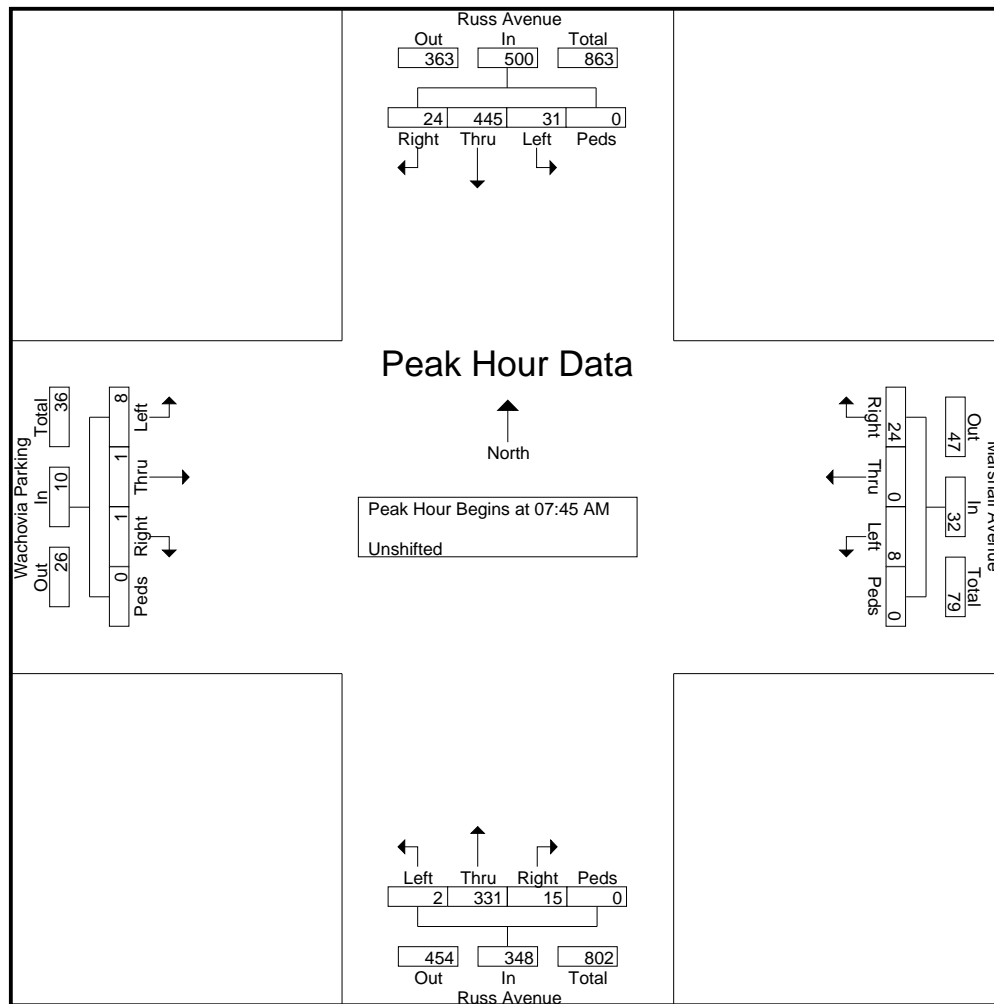 Russ Avenue
Out In Total
363 500 863
24 445 31 0
Right Thru Left Peds
Peak Hour Data
North
Peak Hour Begins at 07:45 AM
Unshifted
Wachovia Parking
Out In Total
26 10 36
8 1 1 0
Left Thru Right Peds
Marshall Avenue
Out In Total
47 32 79
24 0 8 0
Right Thru Left Peds
Left Thru Right Peds
2 331 15 0
454 348 802
Out In Total
Russ Avenue